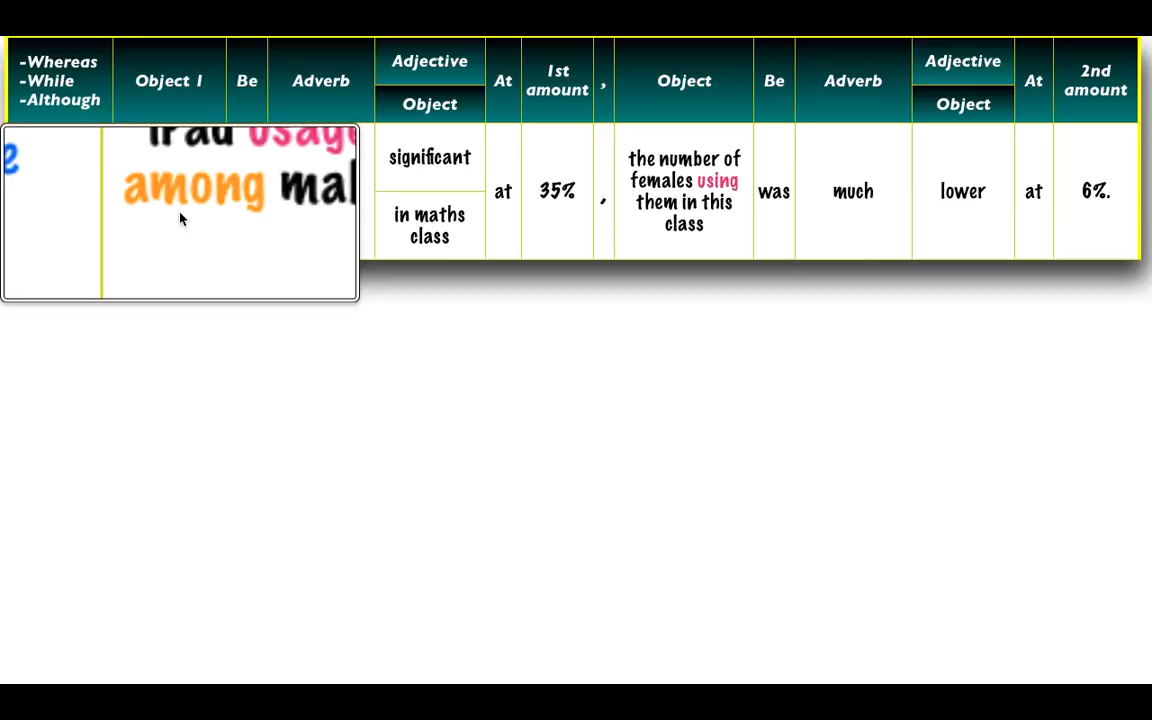 -Whereas
-While
-Although
Object 1
Be
Adverb
Adjective
Object
At
1st
amount
,
Object
Be
Adverb
Adjective
Object
At
2nd
amount
iPad usage
among
significant
in maths
class
at
35%
,
the number of
females using
them in this
class
was
much
lower
at
6%.